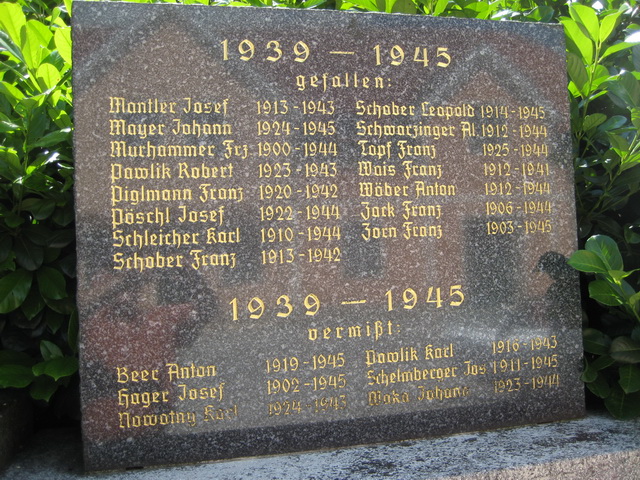 1939 - 1945
gefallen:
Mantler Josef 1913 - 1943
Mayer Johann 1924 - 1945
Murhammer Frz 1900 - 1944
Pawlik Robert 1923 - 1943
Piglmann Franz 1920 - 1942
Pöschl Josef 1922 - 1944
Schleicher Karl 1910 - 1944
Schober Franz 1913 - 1942
Schober Leopold 1914 - 1945
Schwarzinger Al. 1912 - 1944
Topf Franz 1925 - 1944
Wais Franz 1912 - 1941
Wöber Anton 1912 - 1944
Zack Franz 1906 - 1944
Zorn Franz 1903 - 1945
1939 - 1945
vermißt:
Beer Anton 1919 - 1945
Hager Josef 1902 - 1945
Nowotny Karl 1924 - 1943
Pawlik Karl 1916 - 1943
Schelmberger Jos 1911 - 1945
Waka Johann 1923 - 1944